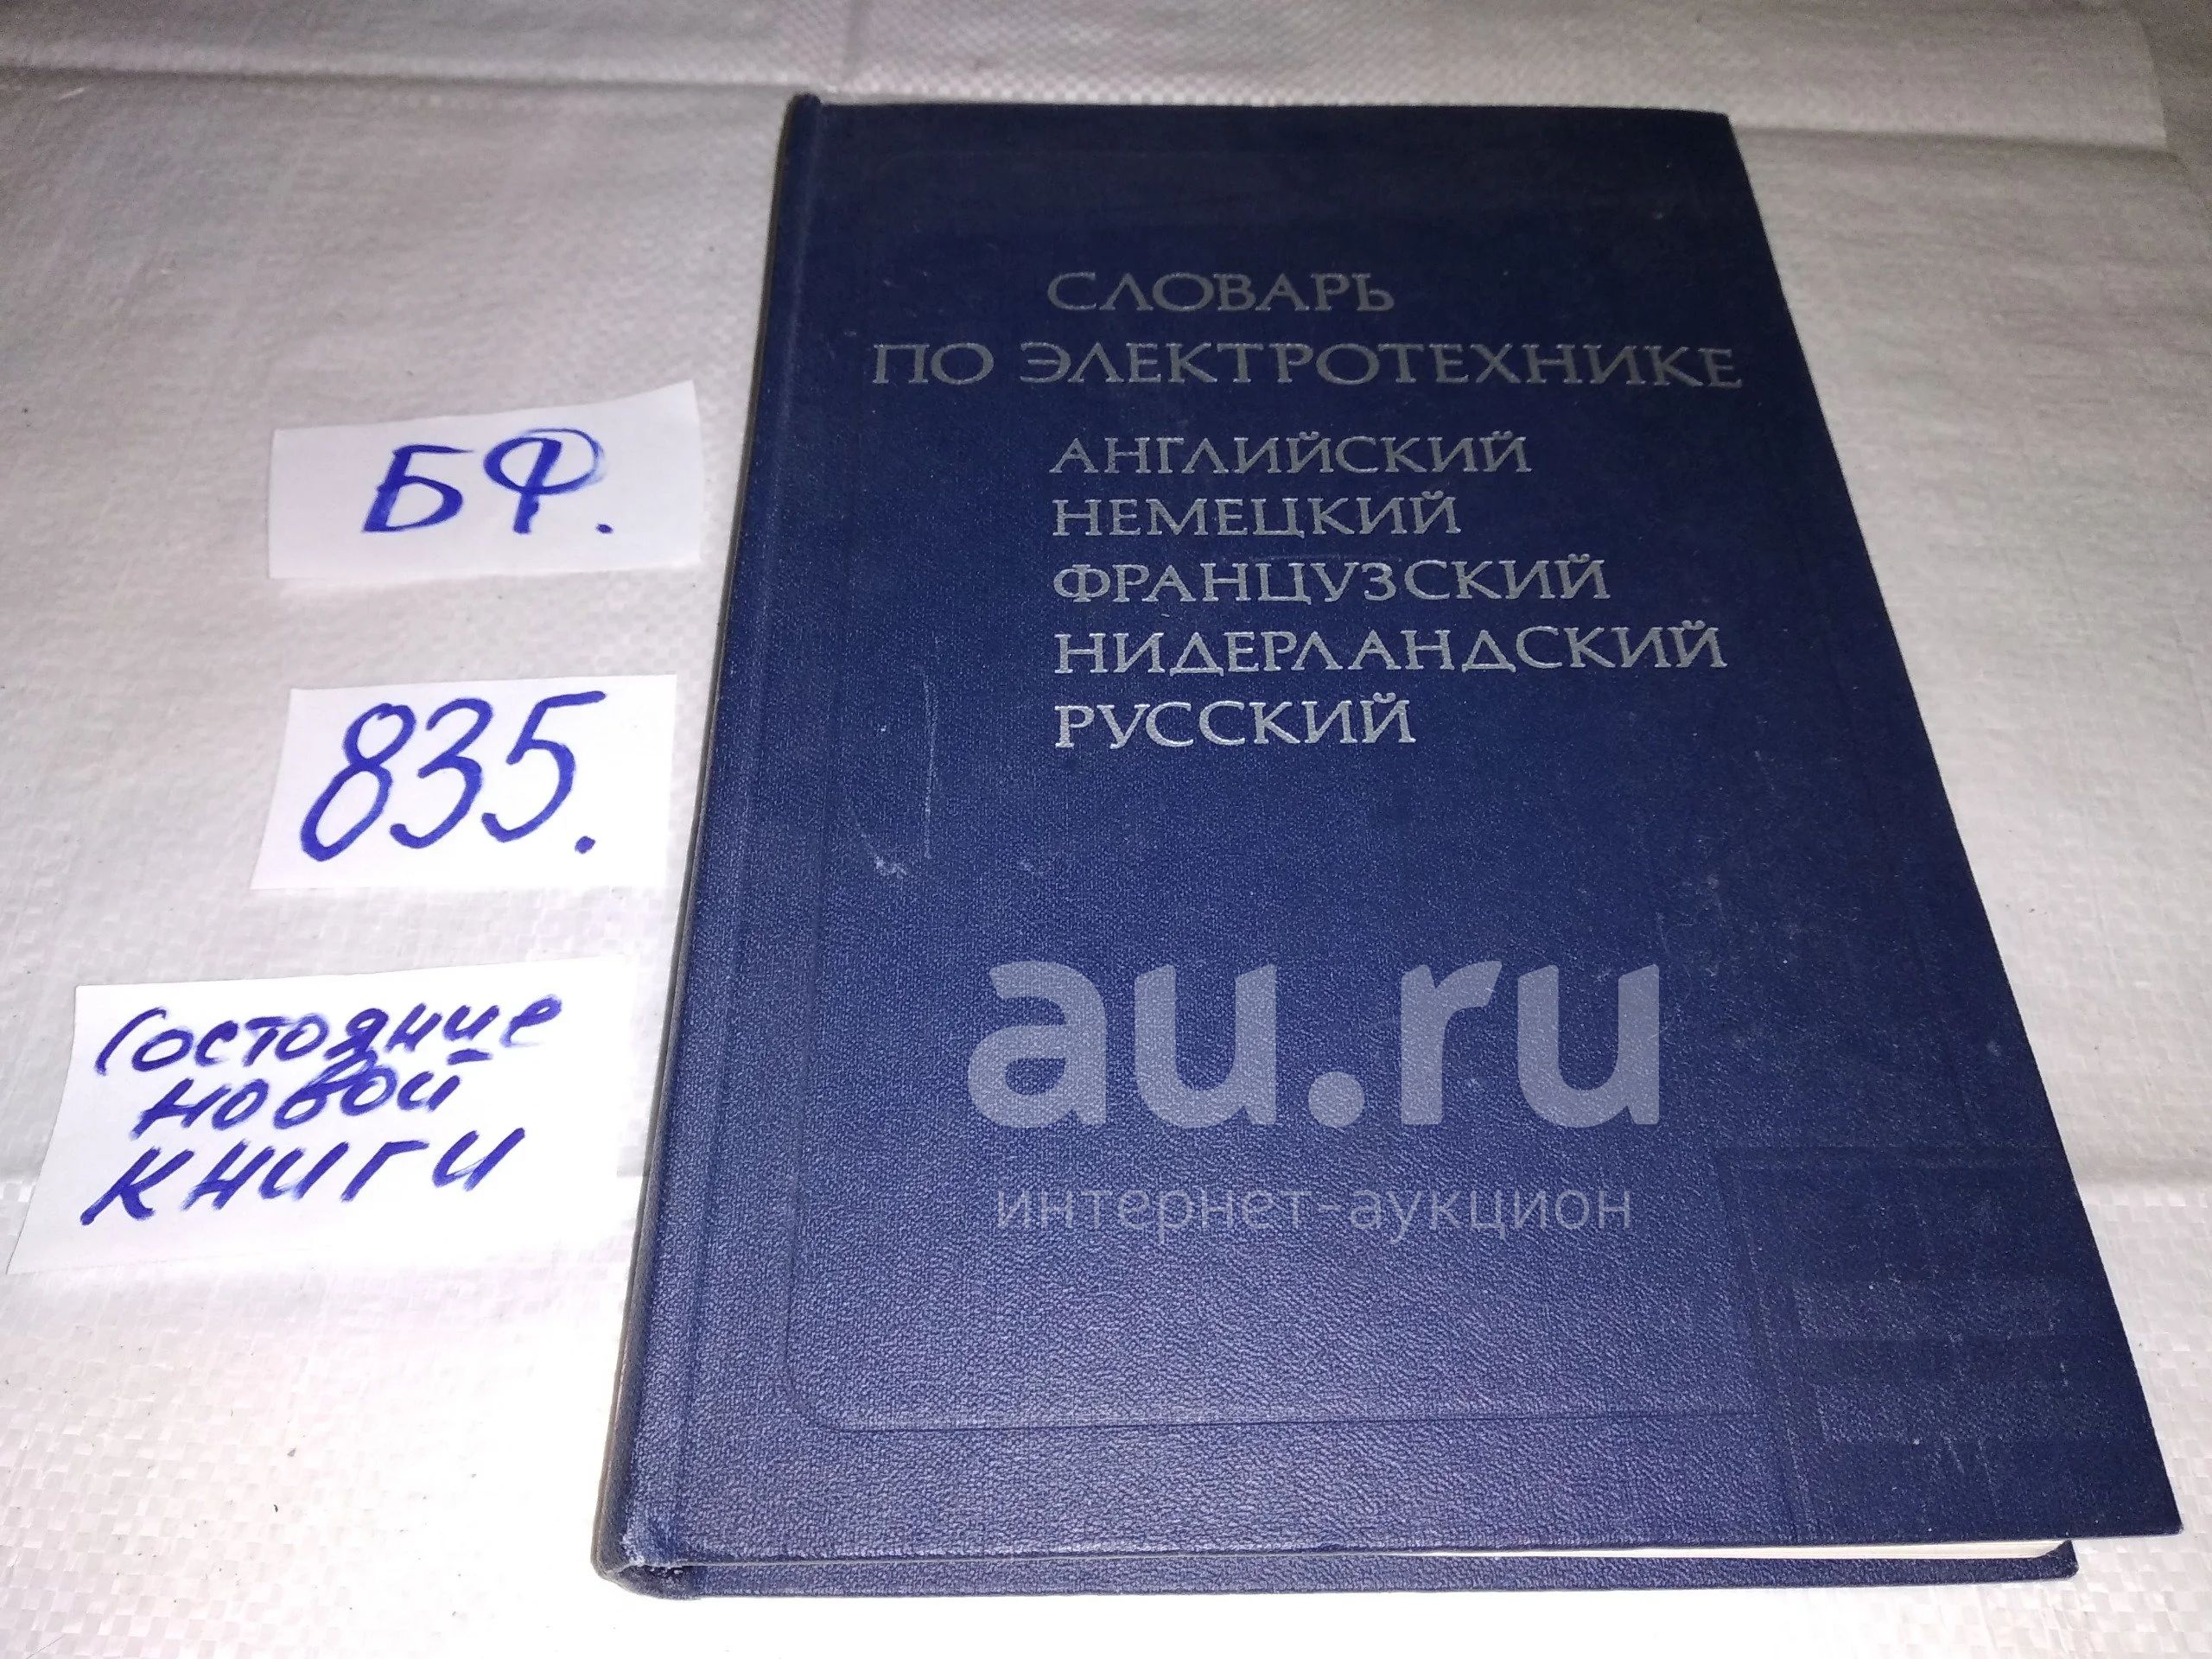 СЛОВАРЬ
ПО ЭЛЕКТРОТЕХНИКЕ
АНГЛИЙСКИЙ
НЕМЕЦКИЙ
ФРАНЦУЗСКИЙ
НИДЕРЛАНДСКИЙ
РУССКИЙ
БФ.
835.
Состояние
новой
книги
au.ru
интернет-аукцион